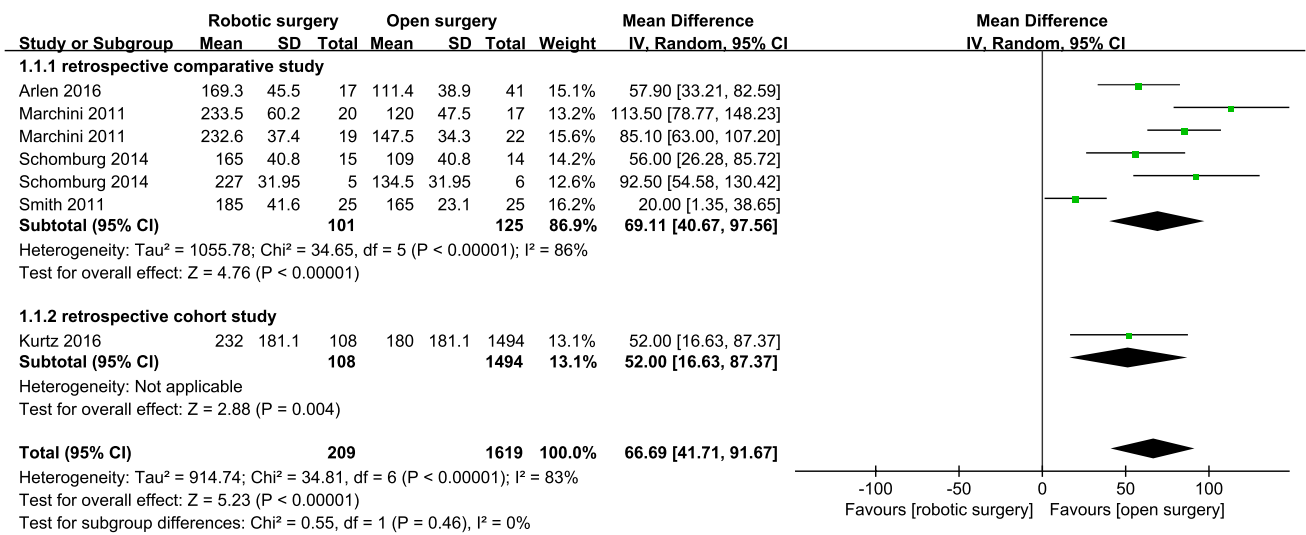 Robotic surgery Open surgery Mean Difference Mean Difference
Study or Subgroup Mean SD Total Mean SD Total Weight IV, Random, 95% CI IV, Random, 95% CI
1.1.1 retrospective comparative study
Arlen 2016 169.3 45.5 17 111.4 38.9 41 15.1% 57.90 [33.21, 82.59]
Marchini 2011 233.5 60.2 20 120 47.5 17 13.2% 113.50 [78.77, 148.23]
Marchini 2011 232.6 37.4 19 147.5 34.3 22 15.6% 85.10 [63.00, 107.20]
Schomburg 2014 165 40.8 15 109 40.8 14 14.2% 56.00 [26.28, 85.72]
Schomburg 2014 227 31.95 5 134.5 31.95 6 12.6% 92.50 [54.58, 130.42]
Smith 2011 185 41.6 25 165 23.1 25 16.2% 20.00 [1.35, 38.65]
Subtotal (95% CI) 101 125 86.9% 69.11 [40.67, 97.56]
Heterogeneity: Tau² = 1055.78; Chi² = 34.65, df = 5 (P < 0.00001); I² = 86%
Test for overall effect: Z = 4.76 (P < 0.00001)
1.1.2 retrospective cohort study
Kurtz 2016 232 181.1 108 180 181.1 1494 13.1% 52.00 [16.63, 87.37]
Subtotal (95% CI) 108 1494 13.1% 52.00 [16.63, 87.37]
Heterogeneity: Not applicable
Test for overall effect: Z = 2.88 (P = 0.004)
Total (95% CI) 209 1619 100.0% 66.69 [41.71, 91.67]
Heterogeneity: Tau² = 914.74; Chi² = 34.81, df = 6 (P < 0.00001); I² = 83%
Test for overall effect: Z = 5.23 (P < 0.00001)
Test for subgroup differences: Chi² = 0.55, df = 1 (P = 0.46), I² = 0%
-100 -50 0 50 100
Favours [robotic surgery] Favours [open surgery]